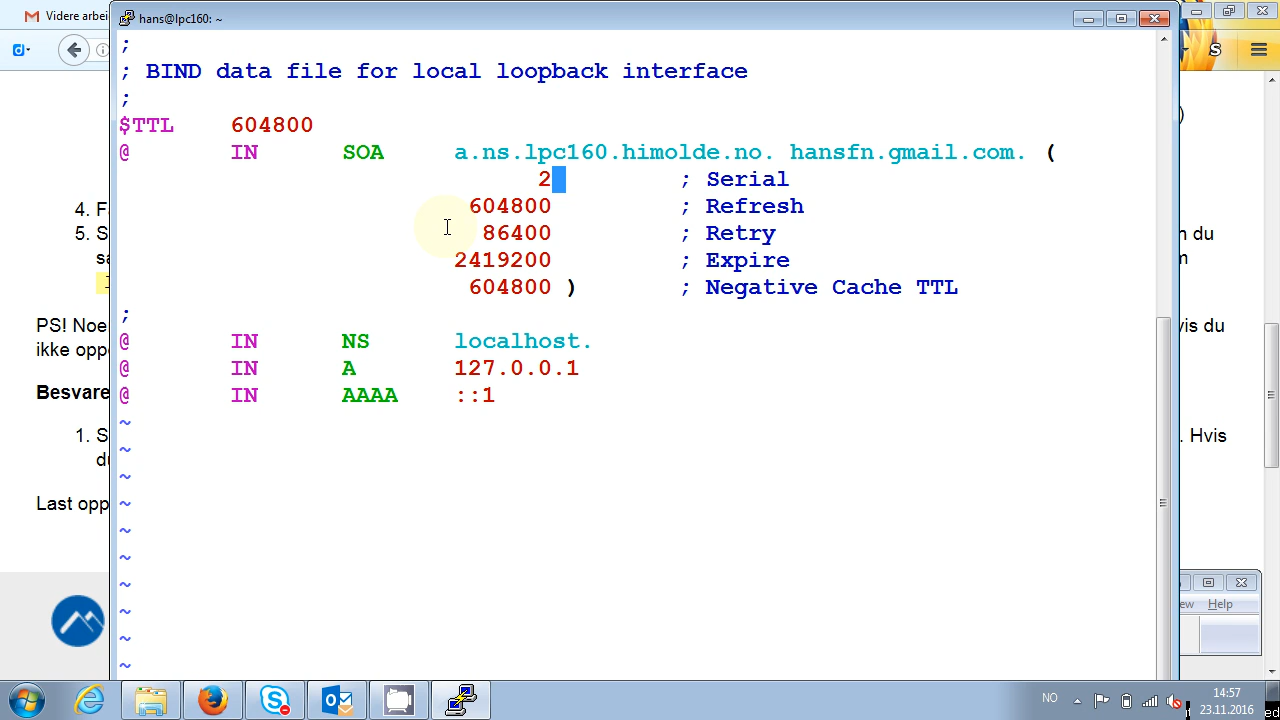 Videre arbei
hans@lpc160: ~
;
; BIND data file for local loopback interface
;
$TTL 604800
@ IN SOA a.ns.lpc160.himolde.no. hansfn.gmail.com. (
2 ; Serial
604800 ; Refresh
86400 ; Retry
2419200 ; Expire
604800 ) ; Negative Cache TTL
;
@ IN NS localhost.
@ IN A 127.0.0.1
@ IN AAAA ::1
~
~
~
~
~
~
~
~
~
~
4. F
5. S
n du
sa
m
PS! Noe
vis du
ikke oppe
Besvare
1. S
. Hvis
du
Last opp
ew Help
NO
14:57
23.11.2016